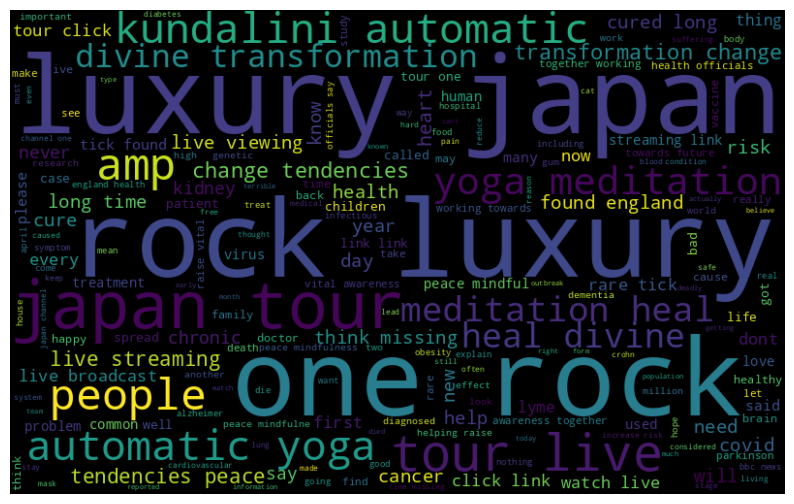 important diabetes kundalini automatic study cured long thing
tour click work suffering body
divine transformation transformation change
together working health officials
make live type tour one cat
luxury japan
must even see know officials say heart human hospital may vaccine
channel one hard food pain reduce including streaming link
tick found live viewing known towards future risk
never amp high genetic called may many gum now blood condition
research change tendencies yoga meditation
case england health kidney time terrible reason actually
please long time patient back health treat children medical working towards found england world really
april cure free infectious year link link bad believe
rock luxury
caused symptom thought raise vital virus day take peace mindful rare tick cause safe real got
every mean come treatment vital awareness outbreak deadly
house keep early dementia
japan tour meditation heal
japan channel month family lead life
happy spread chronic doctor think missing heal divine dont
live streaming death peace mindfulness two obesity explain right form crohn getting love
live broadcast another die want rare new still often effect look population million healthy let
people one rock
system watch alzheimer diagnosed said
team problem common well peace mindfulne first help awareness together used hope brain
automatic yoga lung tour live helping raise today increase risk much need considered covid parkinson
died nothing
think stay cardiovascular good made cancer stage will bbc news
tendencies peace say click link watch live living
mask reported information going find time missing